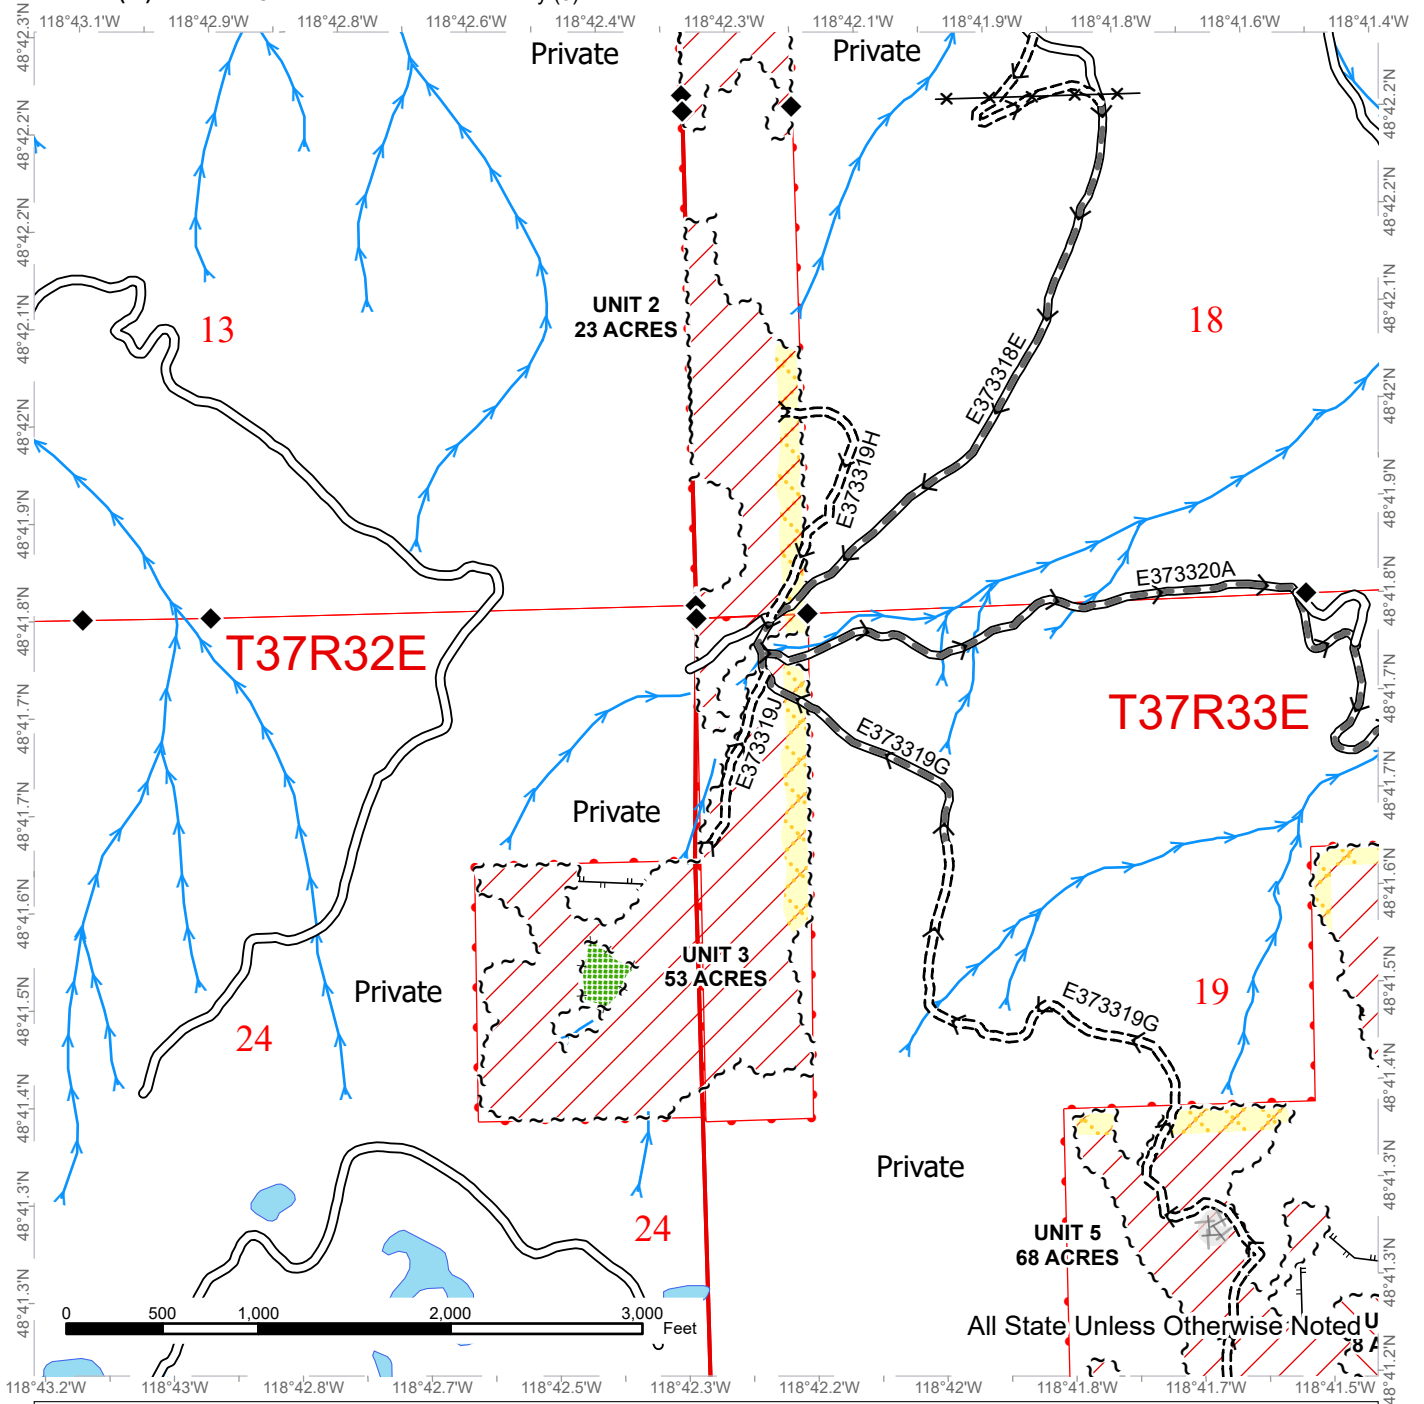 118°43.1'W 118°42.9'W 118°42.6'W 118°42.4'W 118°42.3'W 118°42.1'W 118°41.9'W 118°41.8'W 118°41.6'W 118°41.4'W
48°42.3'N
48°42.2'N
48°42.2'N
48°42.1'N
48°42'N
48°41.9'N
48°41.8'N
48°41.7'N
48°41.7'N
48°41.6'N
48°41.5'N
48°41.4'N
48°41.3'N
48°41.3'N
Private
Private
13
UNIT 2
23 ACRES
18
E373318E
E373319H
E373320A
T37R32E
T37R33E
E373319J
E373319G
Private
UNIT 3
53 ACRES
Private
19
E373319G
24
Private
24
UNIT 5
68 ACRES
All State Unless Otherwise Noted
U
8 A
0 500 1,000 2,000 3,000
Feet
48°42.2'N
48°42.2'N
48°42.1'N
48°42'N
48°41.9'N
48°41.8'N
48°41.7'N
48°41.7'N
48°41.6'N
48°41.5'N
48°41.4'N
48°41.3'N
48°41.3'N
48°41.2'N
118°43.2'W 118°43'W 118°42.8'W 118°42.7'W 118°42.5'W 118°42.3'W 118°42.2'W 118°42'W 118°41.8'W 118°41.7'W 118°41.5'W